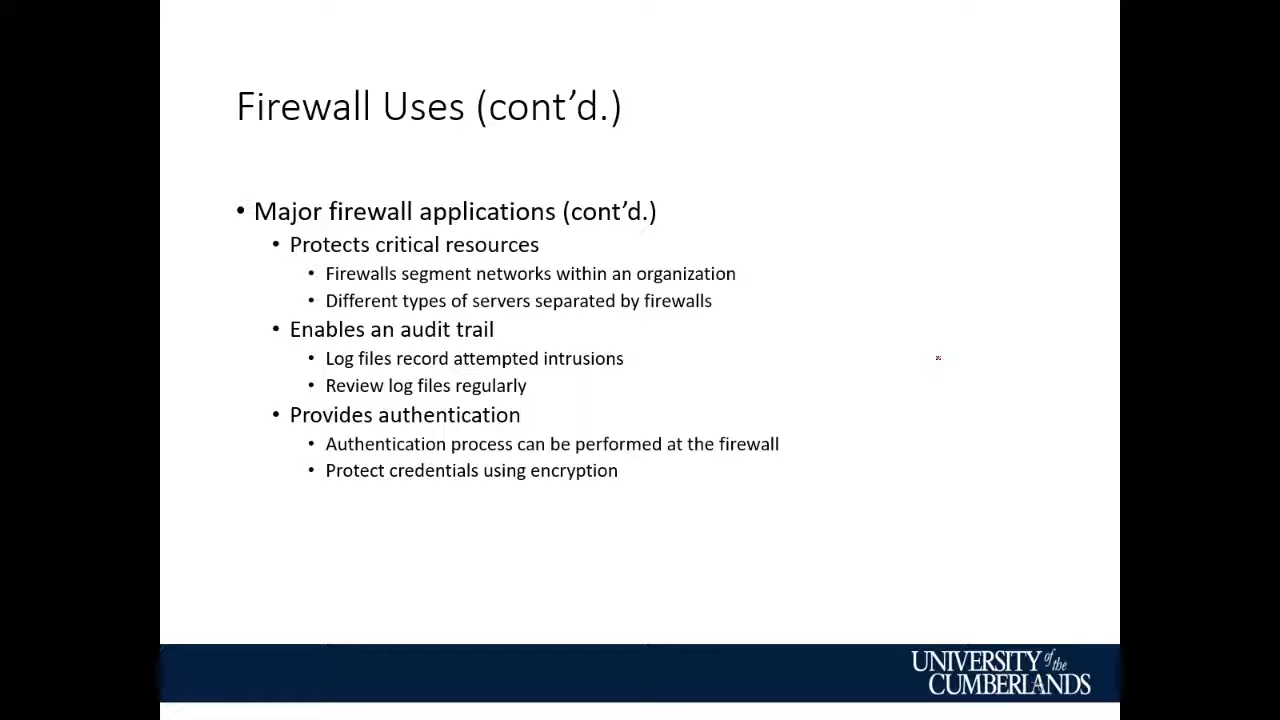 Firewall Uses (cont’d.)
• Major firewall applications (cont’d.)
• Protects critical resources
• Firewalls segment networks within an organization
• Different types of servers separated by firewalls
• Enables an audit trail
• Log files record attempted intrusions
• Review log files regularly
• Provides authentication
• Authentication process can be performed at the firewall
• Protect credentials using encryption
UNIVERSITY of the
CUMBERLANDS